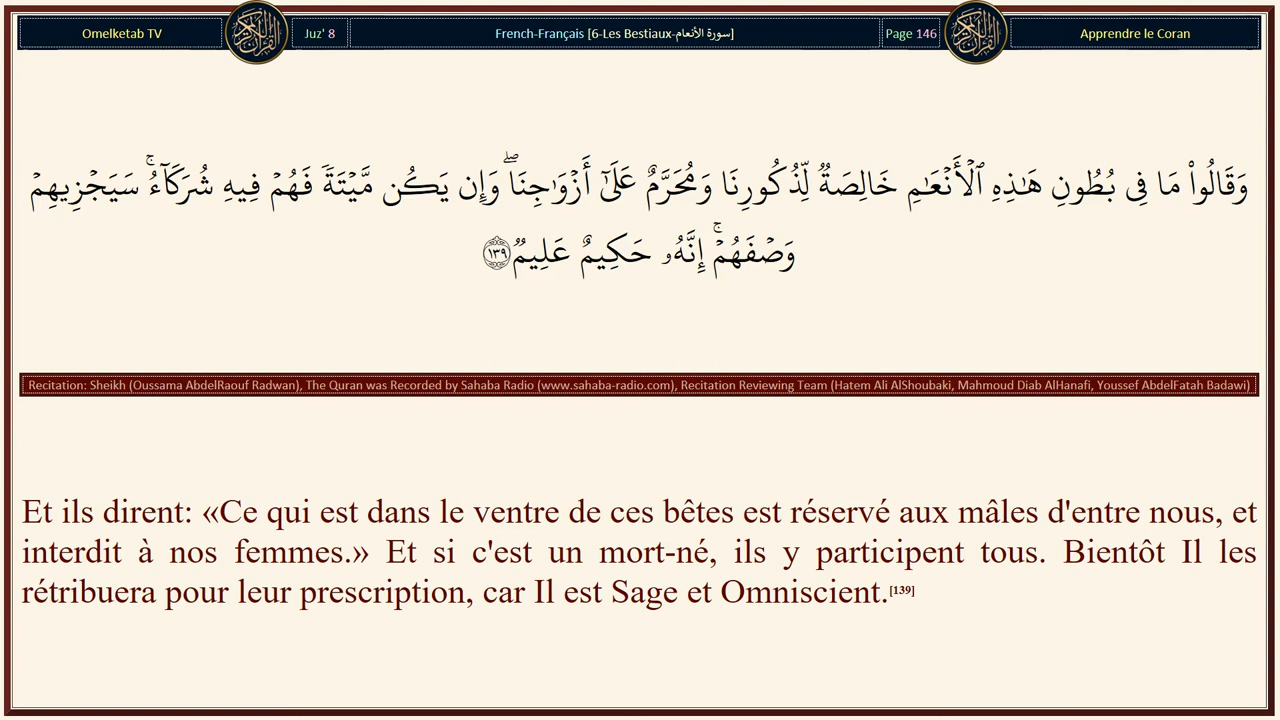 Omelketab TV
Juz' 8
French-Français [6-Les Bestiaux-سورة الأنعام]
Page 146
Apprendre le Coran
وَقَالُوا۟ مَا فِى بُطُونِ هَـٰذِهِ ٱلْأَنْعَـٰمِ خَالِصَةٌ لِّذُكُورِنَا وَمُحَرَّمٌ عَلَىٰٓ أَزْوَٰجِنَا ۖ وَإِن يَكُن مَّيْتَةً فَهُمْ فِيهِ شُرَكَآءُ ۚ سَيَجْزِيهِمْ
وَصْفَهُمْ ۚ إِنَّهُۥ حَكِيمٌ عَلِيمٌ ١٣٩
Recitation: Sheikh (Oussama AbdelRaouf Radwan), The Quran was Recorded by Sahaba Radio (www.sahaba-radio.com), Recitation Reviewing Team (Hatem Ali AlShoubaki, Mahmoud Diab AlHanafi, Youssef AbdelFatah Badawi)
Et ils dirent: «Ce qui est dans le ventre de ces bêtes est réservé aux mâles d'entre nous, et
interdit à nos femmes.» Et si c'est un mort-né, ils y participent tous. Bientôt Il les
rétribuera pour leur prescription, car Il est Sage et Omniscient.[139]